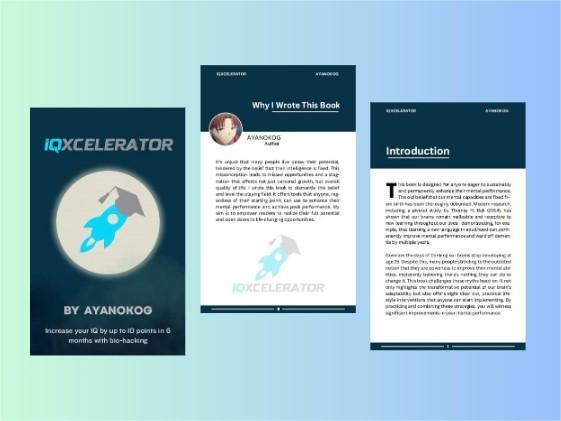 iQXCELERATOR
BY AYANOKOG
Increase your IQ by up to 10 points in 6
months with bio-hacking
IQXCELERATOR
AYANOKOG
Why I Wrote This Book
AYANOKOG
Author
It's unjust that many people live below their potential,
hindered by the belief that their intelligence is fixed. This
misconception leads to missed opportunities and a stag-
nation that affects not just personal growth, but overall
quality of life. I wrote this book to dismantle this belief
and level the playing field. It offers tools that anyone, reg-
ardless of their starting point, can use to enhance their
mental performance and achieve peak performance. My
aim is to empower readers to realize their full potential
and open doors to life-changing opportunities.
iQXCELERATOR
IQXCELERATOR
AYANOKOG
Introduction
This book is designed for anyone eager to sustainably
and permanently enhance their mental performance.
The old belief that our mental capacities are fixed
has been thoroughly debunked. Modern research,
including a pivotal study by Thomas H. Bak (2014), has
shown that our brains remain malleable and receptive to
new learning throughout our lives - demonstrating, for exa-
mple, that learning a new language in adulthood can perm-
anently improve mental performance and ward off demen-
tia by multiple years.
Gone are the days of thinking our brains stop developing at
age 25. Despite this, many people still cling to the outdated
notion that they are powerless to improve their mental abi-
lities, mistakenly believing there's nothing they can do to
change it. This book challenges those myths head on. It not
only highlights the transformative potential of our brain's
adaptability but also offers eight clear cut, practical life-
style interventions that anyone can start implementing. By
practicing and combining these strategies, you will witness
significant improvements in your mental performance.